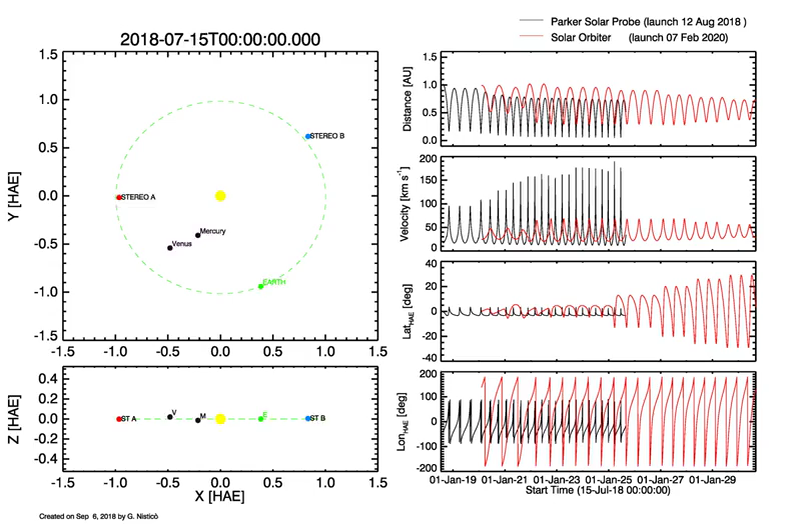 Parker Solar Probe (launch 12 Aug 2018 )
Solar Orbiter (launch 07 Feb 2020)
2018-07-15T00:00:00.000
1.5
1.0
0.5
0.0
-0.5
-1.0
-1.5
Y [HAE]
STEREO B
STEREO A
Mercury
Venus
EARTH
-1.5 -1.0 -0.5 0.0 0.5 1.0 1.5
0.4
0.2
0.0
-0.2
-0.4
Z [HAE]
ST A
V
M
E
ST B
-1.5 -1.0 -0.5 0.0 0.5 1.0 1.5
X [HAE]
Created on Sep 6, 2018 by G. Nisticò
1.5
1.0
0.5
0.0
Distance [AU]
200
150
100
50
0
Velocity [km s⁻¹]
40
20
0
-20
-40
Lat HAE [deg]
200
100
0
-100
-200
Lon HAE [deg]
01-Jan-19 01-Jan-21 01-Jan-23 01-Jan-25 01-Jan-27 01-Jan-29
Start Time (15-Jul-18 00:00:00)